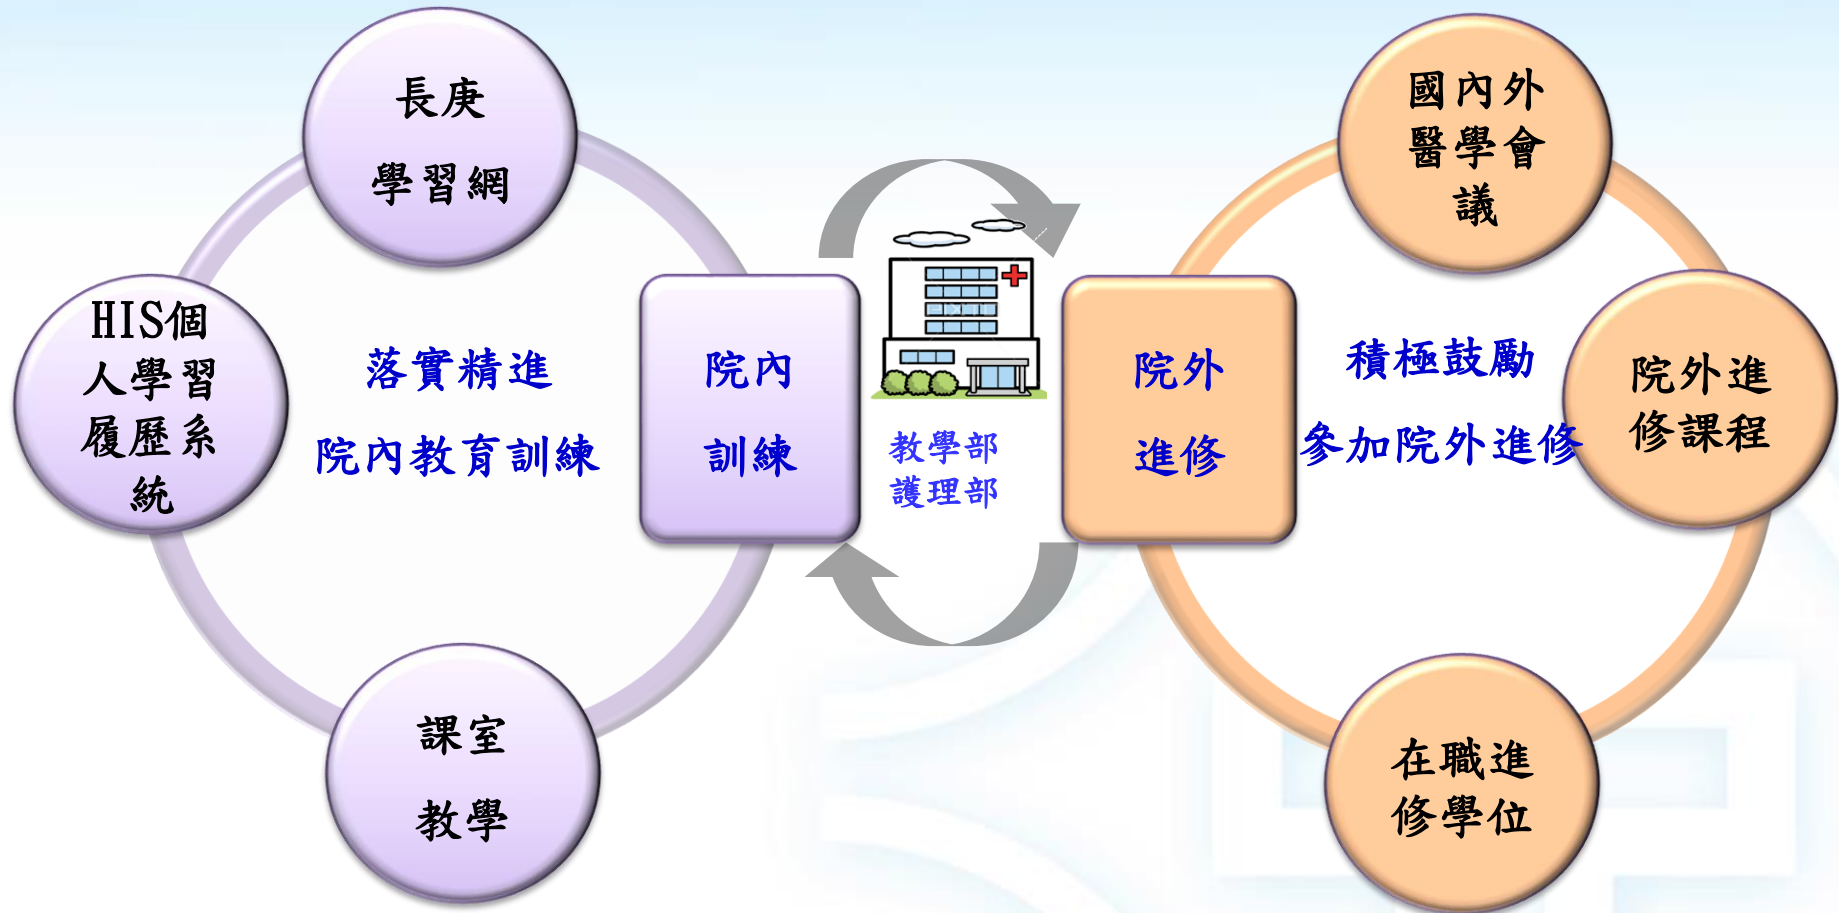 長庚
學習網
HIS個
人學習
履歷系
統
落實精進
院內教育訓練
院內
訓練
課室
教學
教學部
護理部
院外
進修
積極鼓勵
參加院外進修
國內外
醫學會
議
院外進
修課程
在職進
修學位